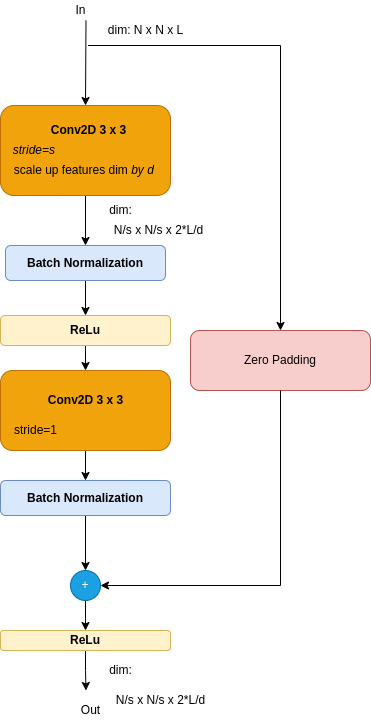 In
dim: N x N x L
Conv2D 3 x 3
stride=s
scale up features dim by d
dim:
N/s x N/s x 2*L/d
Batch Normalization
ReLu
Conv2D 3 x 3
Zero Padding
stride=1
Batch Normalization
+
ReLu
dim:
N/s x N/s x 2*L/d
Out